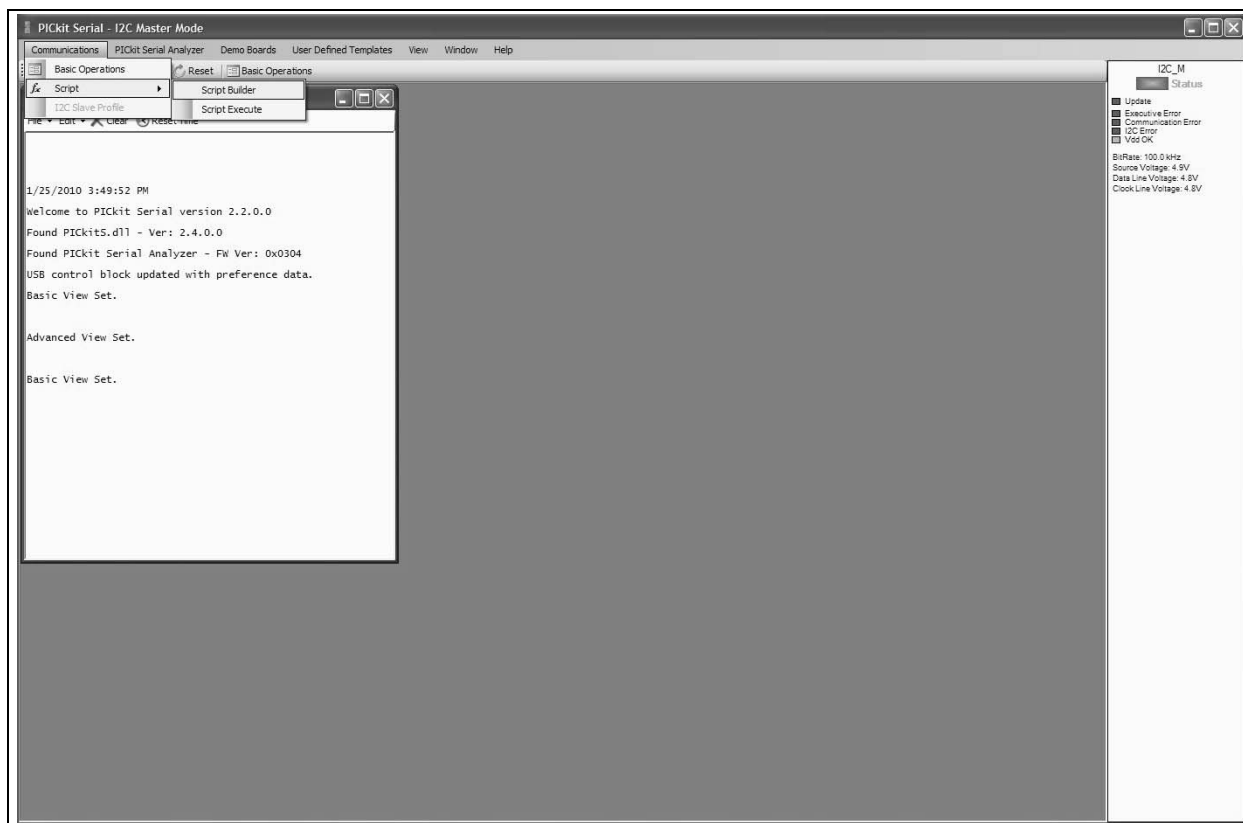 PICkit Serial - I2C Master Mode
Communications PICkit Serial Analyzer Demo Boards User Defined Templates View Window Help
Basic Operations Reset Basic Operations
Script Script Builder
I2C Slave Profile Script Execute
File Edit Clear Reset Time
1/25/2010 3:49:52 PM
Welcome to PICkit Serial version 2.2.0.0
Found PICkitS.dll - Ver: 2.4.0.0
Found PICkit Serial Analyzer - FW Ver: 0x0304
USB control block updated with preference data.
Basic View Set.
Advanced View Set.
Basic View Set.
I2C_M
Status
Update
Executive Error
Communication Error
I2C Error
Vdd OK
BitRate: 100.0 kHz
Source Voltage: 4.9V
Data Line Voltage: 4.8V
Clock Line Voltage: 4.8V